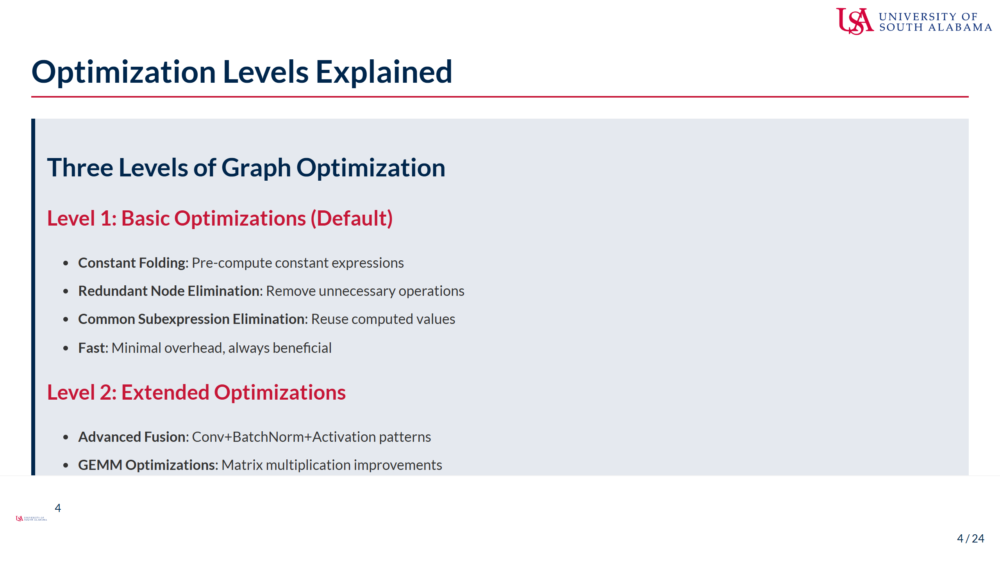 USA UNIVERSITY OF
SOUTH ALABAMA
Optimization Levels Explained
Three Levels of Graph Optimization
Level 1: Basic Optimizations (Default)
• Constant Folding: Pre-compute constant expressions
• Redundant Node Elimination: Remove unnecessary operations
• Common Subexpression Elimination: Reuse computed values
• Fast: Minimal overhead, always beneficial
Level 2: Extended Optimizations
• Advanced Fusion: Conv+BatchNorm+Activation patterns
• GEMM Optimizations: Matrix multiplication improvements
4
USA UNIVERSITY OF
SOUTH ALABAMA
4 / 24